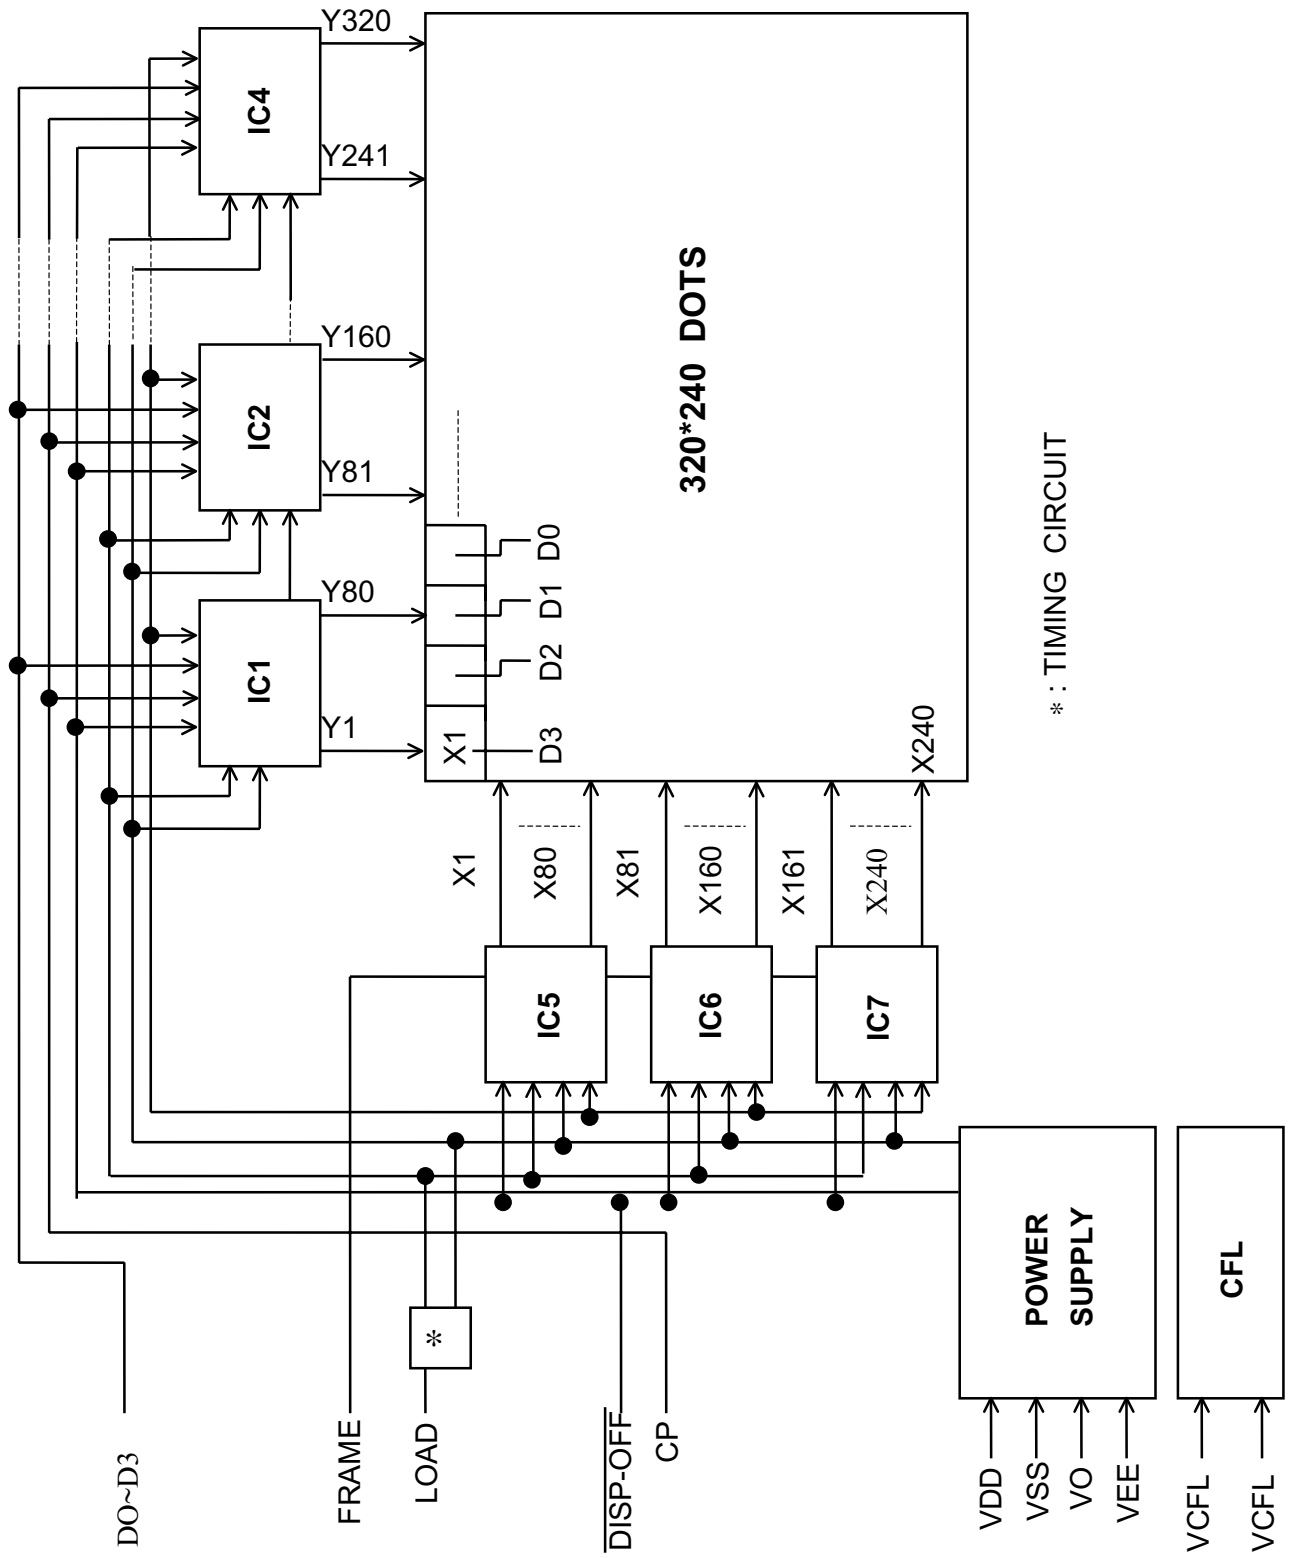 DO~D3
FRAME
LOAD
DISP-OFF
CP
VDD
VSS
VO
VEE
VCFL
VCFL
*
POWER
SUPPLY
CFL
IC5
IC6
IC7
X1
X80
X81
X160
X161
X240
IC1
IC2
IC4
Y1
Y80
Y81
Y160
Y241
Y320
X1
D3
D2
D1
D0
X240
320*240 DOTS
* : TIMING CIRCUIT